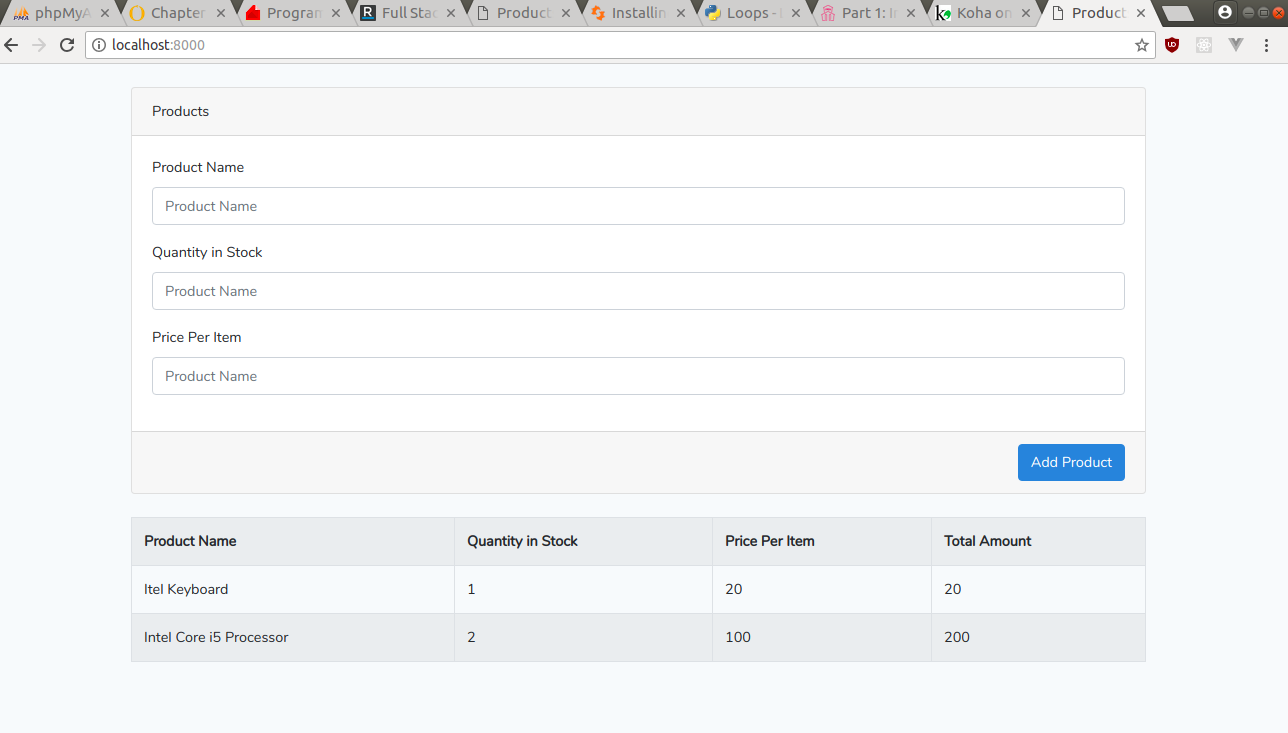 phpMyA Chapter Program Full Stac Product Installin Loops - Part 1: I Koha on Product
localhost:8000
Products
Product Name
Product Name
Quantity in Stock
Product Name
Price Per Item
Product Name
Add Product
Product Name Quantity in Stock Price Per Item Total Amount
Itel Keyboard 1 20 20
Intel Core i5 Processor 2 100 200